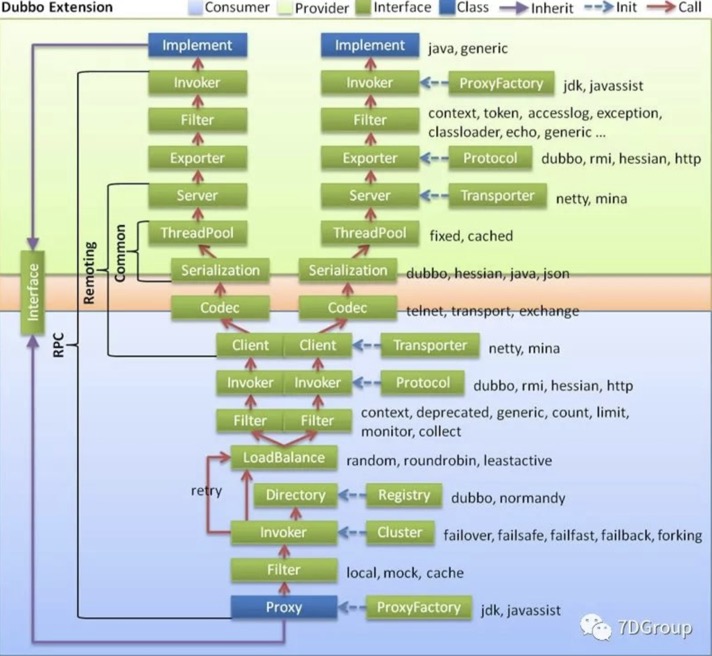 Dubbo Extension
Consumer
Provider
Interface
Class
Inherit
Init
Call
Implement
Implement
java, generic
Invoker
Invoker
ProxyFactory
jdk, javassist
Filter
Filter
context, token, accesslog, exception,
classloader, echo, generic ...
Exporter
Exporter
Protocol
dubbo, rmi, hessian, http
Server
Server
Transporter
netty, mina
ThreadPool
ThreadPool
fixed, cached
Serialization
Serialization
dubbo, hessian, java, json
Codec
Codec
telnet, transport, exchange
Interface
RPC
Remoting
Common
Client
Client
Transporter
netty, mina
Invoker
Invoker
Protocol
dubbo, rmi, hessian, http
Filter
Filter
context, deprecated, generic, count, limit,
monitor, collect
LoadBalance
random, roundrobin, leastactive
retry
Directory
Registry
dubbo, normandy
Invoker
Cluster
failover, failsafe, failfast, failback, forking
Filter
local, mock, cache
Proxy
ProxyFactory
jdk, javassist
7DGroup